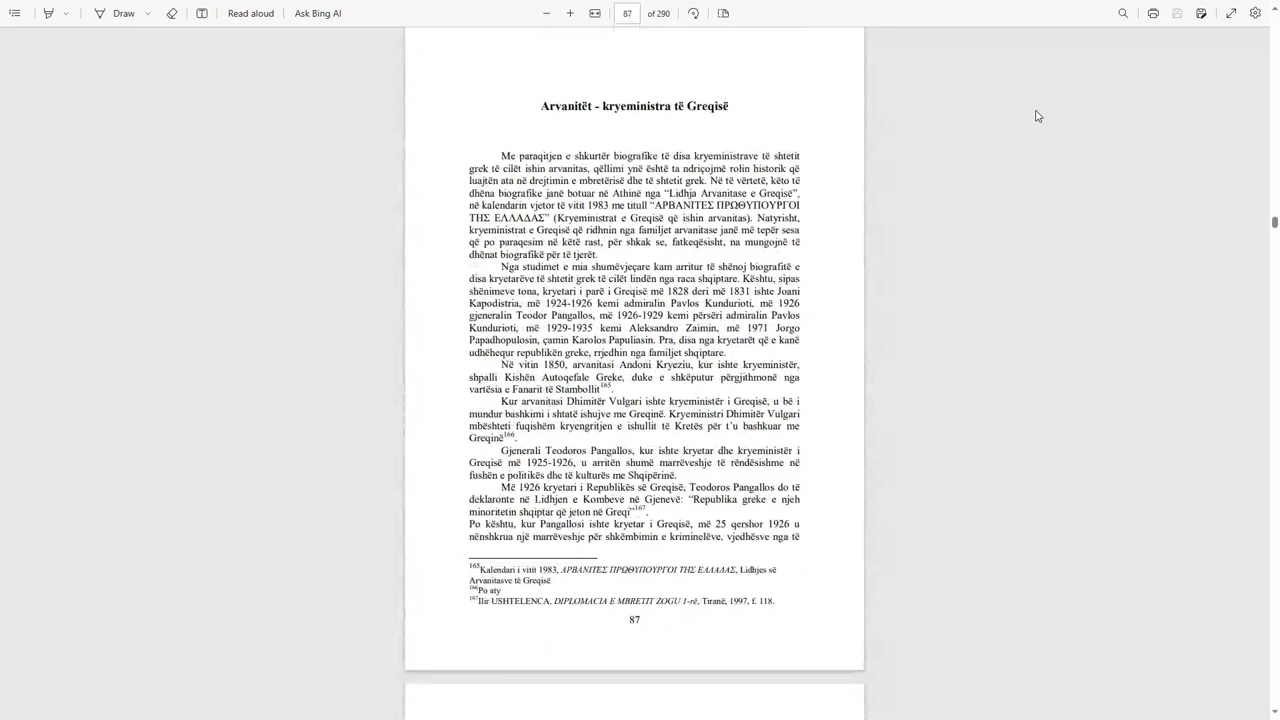 Draw
Read aloud
Ask Bing AI
87
of 290
Arvanitët - kryeministra të Greqisë
Me paraqitjen e shkurtër biografike të disa kryeministrave të shtetit
grek të cilët ishin arvanitas, qëllimi ynë është ta ndriçojmë rolin historik që
luajtën ata në drejtimin e mbretërisë dhe të shtetit grek. Në të vërtetë, këto të
dhëna biografike janë botuar në Athinë nga “Lidhja Arvanitase e Greqisë”,
në kalendarin vjetor të vitit 1983 me titull “ΑΡΒΑΝΙΤΕΣ ΠΡΩΘΥΠΟΥΡΓΟΙ
ΤΗΣ ΕΛΛΑΔΑΣ” (Kryeministrat e Greqisë që ishin arvanitas). Natyrisht,
kryeministrat e Greqisë që ridhnin nga familjet arvanitase janë më tepër sesa
që po paraqesim në këtë rast, për shkak se, fatkeqësisht, na mungojnë të
dhënat biografikë për të tjerët.
Nga studimet e mia shumëvjeçare kam arritur të shënoj biografitë e
disa kryetarëve të shtetit grek të cilët lindën nga raca shqiptare. Kështu, sipas
shënimeve tona, kryetari i parë i Greqisë më 1828 deri më 1831 ishte Joani
Kapodistria, më 1924-1926 kemi admiralin Pavlos Kundurioti, më 1926
gjeneralin Teodor Pangallos, më 1926-1929 kemi përsëri admiralin Pavlos
Kundurioti, më 1929-1935 kemi Aleksandro Zaimin, më 1971 Jorgo
Papadhopulosin, çamin Karolos Papuliasin. Pra, disa nga kryetarët që e kanë
udhëhequr republikën greke, rrjedhin nga familjet shqiptare.
Në vitin 1850, arvanitasi Andoni Kryeziu, kur ishte kryeministër,
shpalli Kishën Autoqefale Greke, duke e shkëputur përgjithmonë nga
vartësia e Fanarit të Stambollit165.
Kur arvanitasi Dhimitër Vulgari ishte kryeministër i Greqisë, u bë i
mundur bashkimi i shtatë ishujve me Greqinë. Kryeministri Dhimitër Vulgari
mbështeti fuqishëm kryengritjen e ishullit të Kretës për t’u bashkuar me
Greqinë166.
Gjenerali Teodoros Pangallos, kur ishte kryetar dhe kryeministër i
Greqisë më 1925-1926, u arritën shumë marrëveshje të rëndësishme në
fushën e politikës dhe të kulturës me Shqipërinë.
Më 1926 kryetari i Republikës së Greqisë, Teodoros Pangallos do të
deklaronte në Lidhjen e Kombeve në Gjenevë: “Republika greke e njeh
minoritetin shqiptar që jeton në Greqi”167.
Po kështu, kur Pangallosi ishte kryetar i Greqisë, më 25 qershor 1926 u
nënshkrua një marrëveshje për shkëmbimin e kriminelëve, vjedhësve nga të
165Kalendari i vitit 1983, ΑΡΒΑΝΙΤΕΣ ΠΡΩΘΥΠΟΥΡΓΟΙ ΤΗΣ ΕΛΛΑΔΑΣ, Lidhjes së
Arvanitasve të Greqisë
166Po aty
167Ilir USHTELENCA, DIPLOMACIA E MBRETIT ZOGU 1-rë, Tiranë, 1997, f. 118.
87